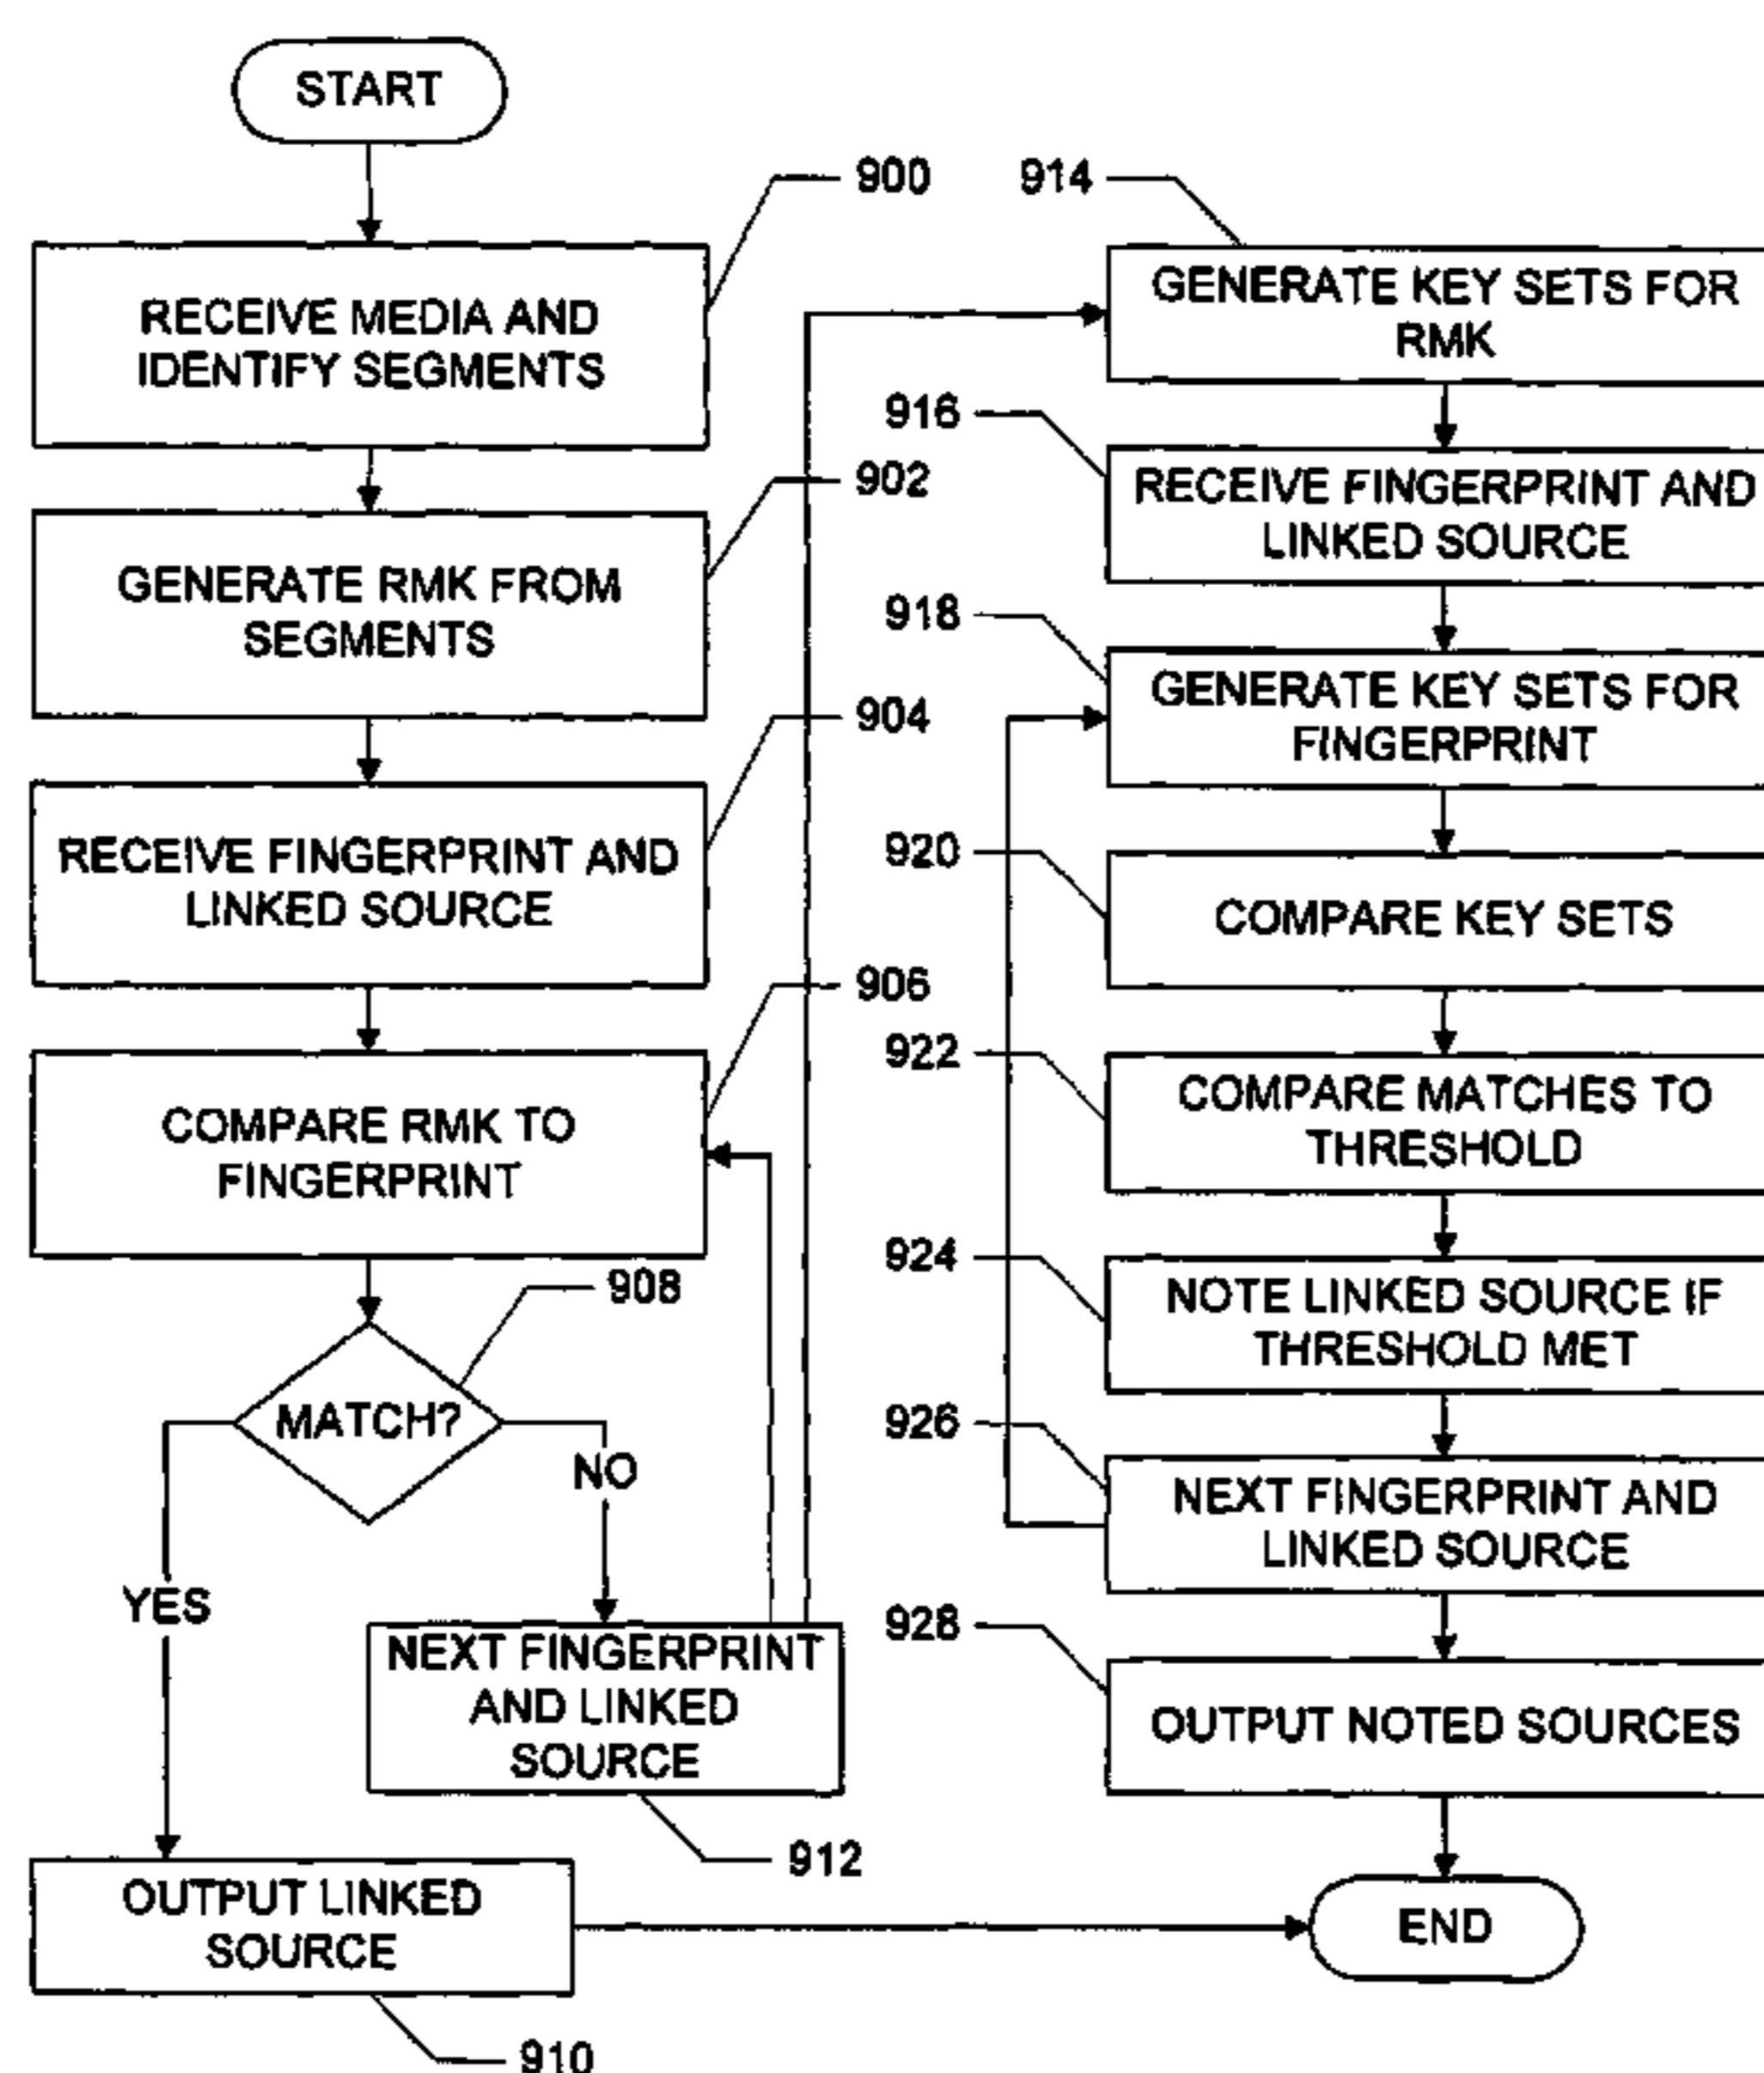 START
900
RECEIVE MEDIA AND
IDENTIFY SEGMENTS
902
GENERATE RMK FROM
SEGMENTS
904
RECEIVE FINGERPRINT AND
LINKED SOURCE
906
COMPARE RMK TO
FINGERPRINT
908
MATCH?
NO
YES
NEXT FINGERPRINT
AND LINKED
SOURCE
912
OUTPUT LINKED
SOURCE
910
914
GENERATE KEY SETS FOR
RMK
916
RECEIVE FINGERPRINT AND
LINKED SOURCE
918
GENERATE KEY SETS FOR
FINGERPRINT
920
COMPARE KEY SETS
922
COMPARE MATCHES TO
THRESHOLD
924
NOTE LINKED SOURCE IF
THRESHOLD MET
926
NEXT FINGERPRINT AND
LINKED SOURCE
928
OUTPUT NOTED SOURCES
END